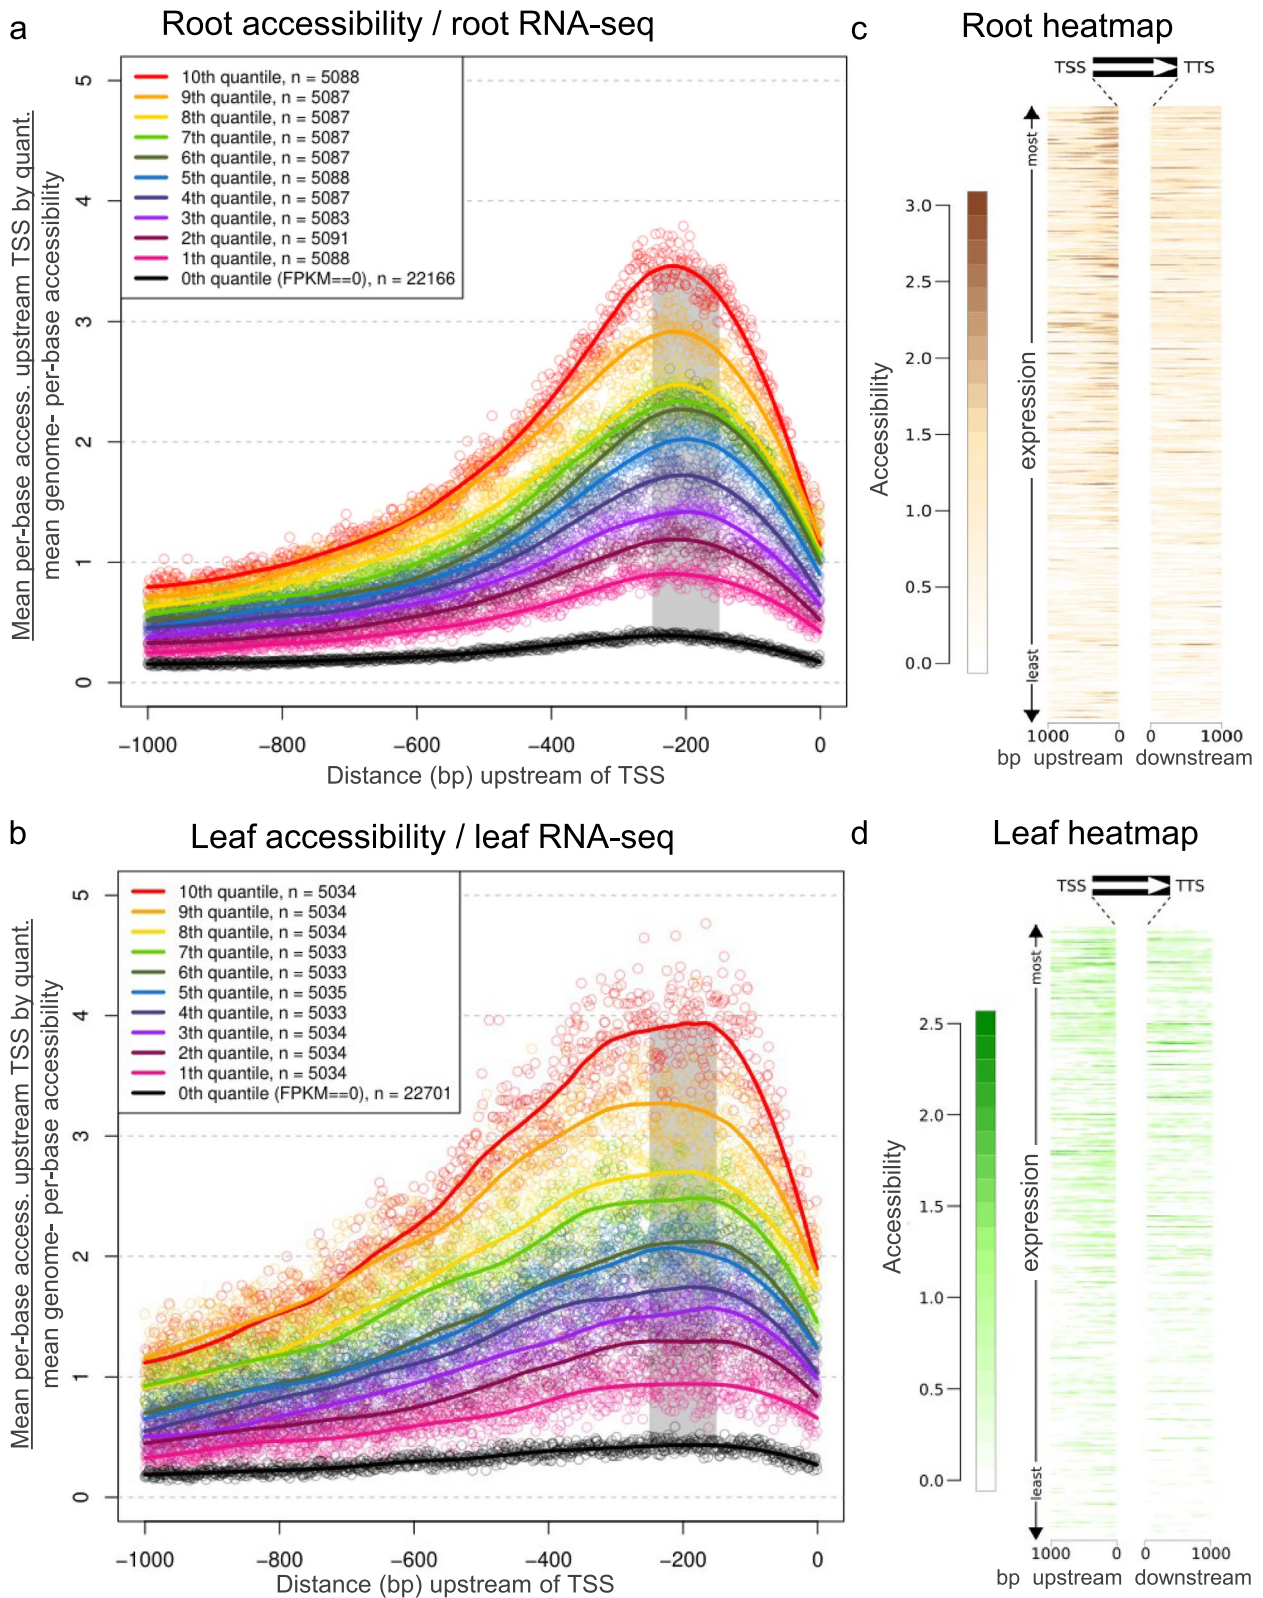 a
Root accessibility / root RNA-seq
Mean per-base access. upstream TSS by quant.
mean genome- per-base accessibility
5
4
3
2
1
0
10th quantile, n = 5088
9th quantile, n = 5087
8th quantile, n = 5087
7th quantile, n = 5087
6th quantile, n = 5087
5th quantile, n = 5088
4th quantile, n = 5087
3th quantile, n = 5083
2th quantile, n = 5091
1th quantile, n = 5088
0th quantile (FPKM==0), n = 22166
−1000 −800 −600 −400 −200 0
Distance (bp) upstream of TSS
c
Root heatmap
TSS TTS
Accessibility
3.0
2.5
2.0
1.5
1.0
0.5
0.0
most
expression
least
1000 0 0 1000
bp upstream downstream
b
Leaf accessibility / leaf RNA-seq
Mean per-base access. upstream TSS by quant.
mean genome- per-base accessibility
5
4
3
2
1
0
10th quantile, n = 5034
9th quantile, n = 5034
8th quantile, n = 5034
7th quantile, n = 5033
6th quantile, n = 5033
5th quantile, n = 5035
4th quantile, n = 5033
3th quantile, n = 5034
2th quantile, n = 5034
1th quantile, n = 5034
0th quantile (FPKM==0), n = 22701
−1000 −800 −600 −400 −200 0
Distance (bp) upstream of TSS
d
Leaf heatmap
TSS TTS
Accessibility
2.5
2.0
1.5
1.0
0.5
0.0
most
expression
least
1000 0 0 1000
bp upstream downstream